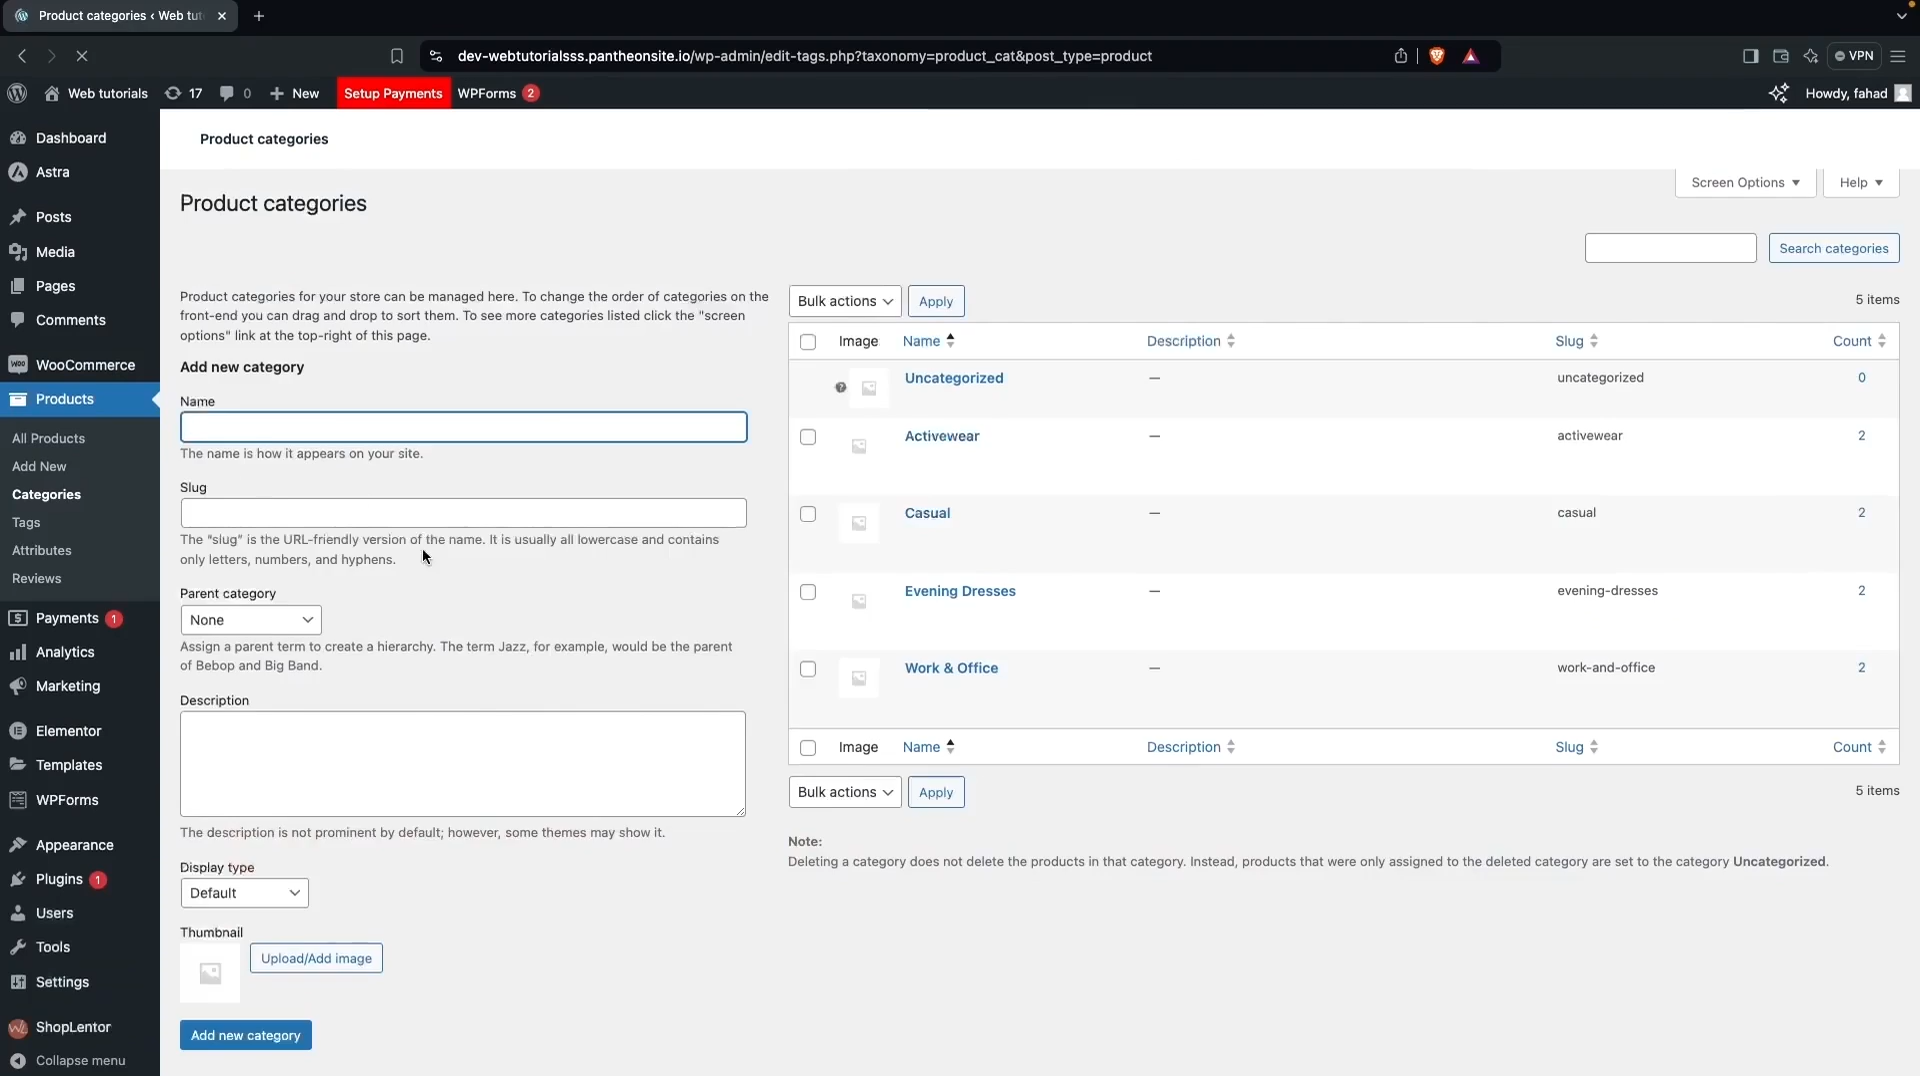 Product categories ‹ Web tut
dev-webtutorialsss.pantheonsite.io/wp-admin/edit-tags.php?taxonomy=product_cat&post_type=product
VPN
Web tutorials
17
0
New
Setup Payments
WPForms 2
Howdy, fahad
Dashboard
Astra
Posts
Media
Pages
Comments
WooCommerce
Products
All Products
Add New
Categories
Tags
Attributes
Reviews
Payments 1
Analytics
Marketing
Elementor
Templates
WPForms
Appearance
Plugins 1
Users
Tools
Settings
ShopLentor
Collapse menu
Product categories
Screen Options
Help
Product categories
Search categories
Product categories for your store can be managed here. To change the order of categories on the
front-end you can drag and drop to sort them. To see more categories listed click the "screen
options" link at the top-right of this page.
Add new category
Name
The name is how it appears on your site.
Slug
The “slug” is the URL-friendly version of the name. It is usually all lowercase and contains
only letters, numbers, and hyphens.
Parent category
None
Assign a parent term to create a hierarchy. The term Jazz, for example, would be the parent
of Bebop and Big Band.
Description
The description is not prominent by default; however, some themes may show it.
Display type
Default
Thumbnail
Upload/Add image
Add new category
Bulk actions Apply 5 items
Image Name Description Slug Count
Uncategorized — uncategorized 0
Activewear — activewear 2
Casual — casual 2
Evening Dresses — evening-dresses 2
Work & Office — work-and-office 2
Image Name Description Slug Count
Bulk actions Apply 5 items
Note:
Deleting a category does not delete the products in that category. Instead, products that were only assigned to the deleted category are set to the category Uncategorized.